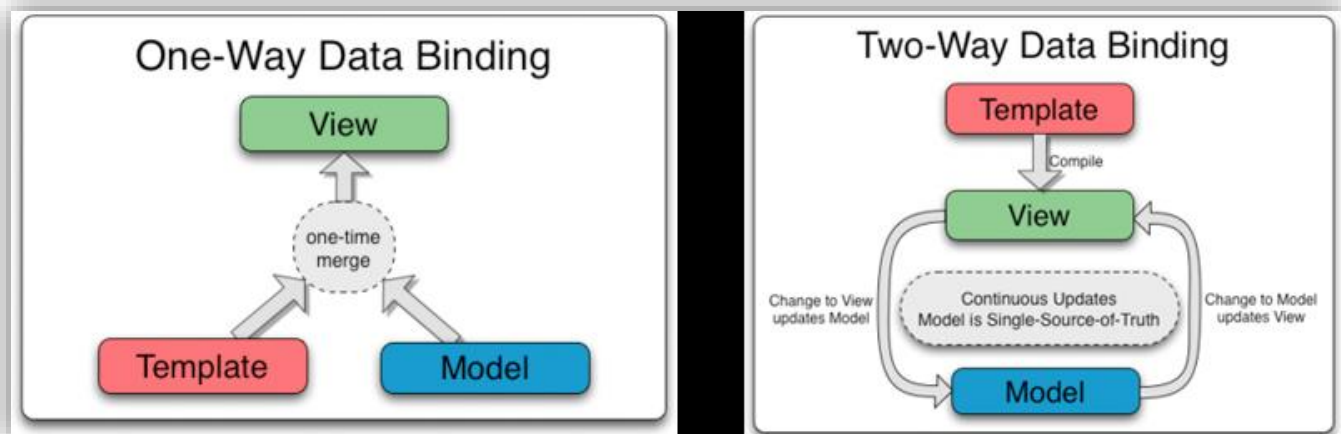 One-Way Data Binding
View
one-time
merge
Template
Model
Two-Way Data Binding
Template
Compile
View
Change to View
updates Model
Continuous Updates
Model is Single-Source-of-Truth
Change to Model
updates View
Model